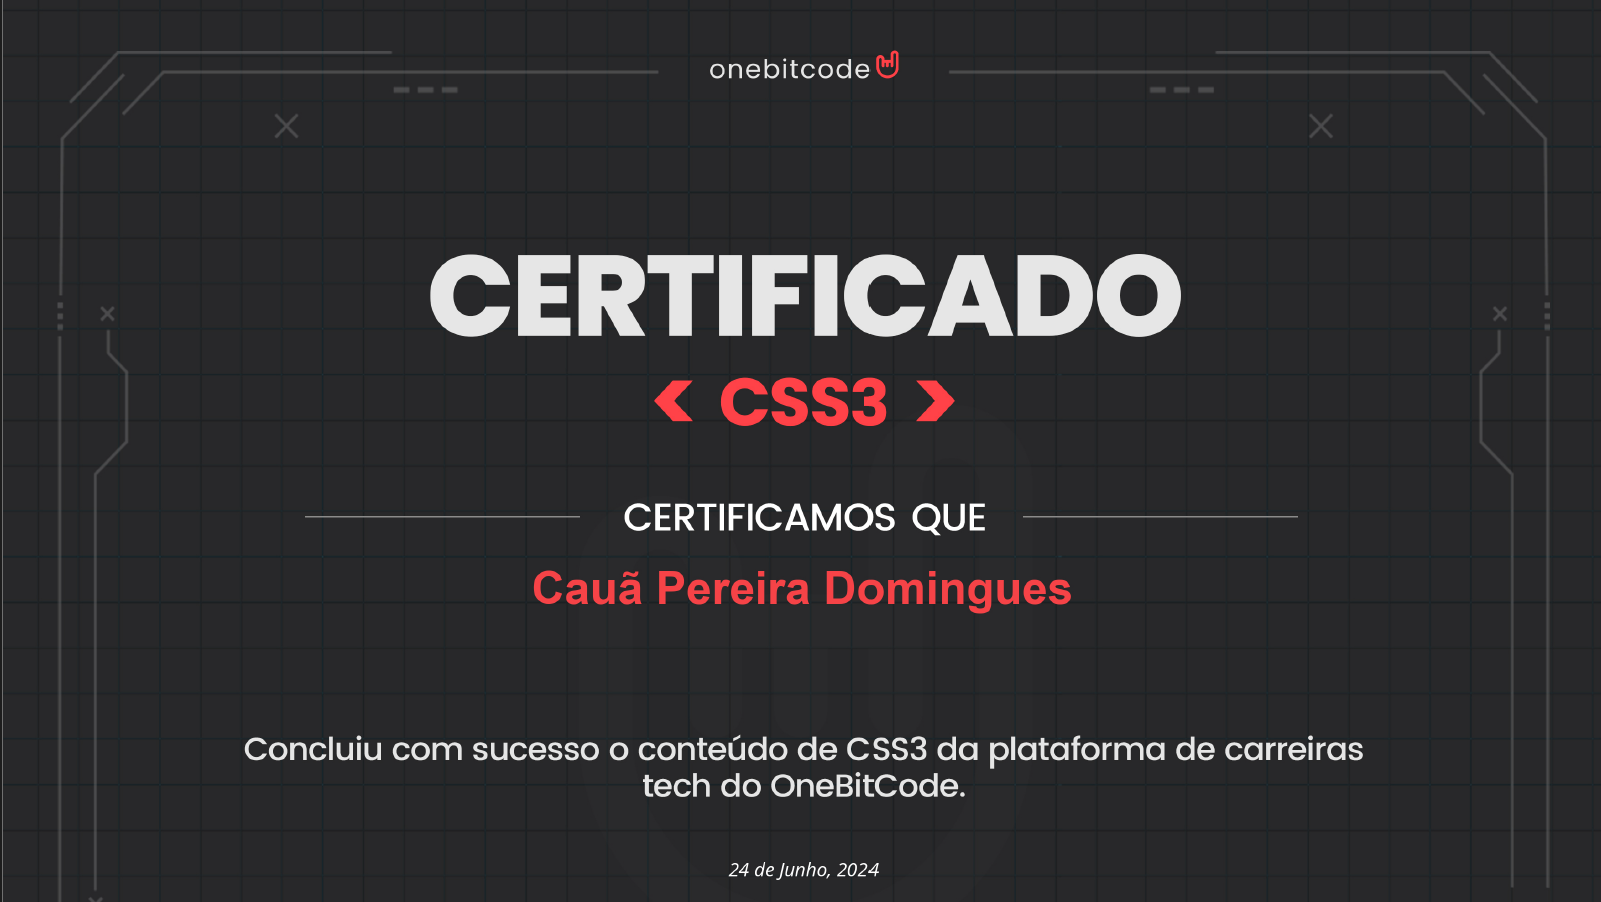 onebitcode
CERTIFICADO
< CSS3 >
CERTIFICAMOS QUE
Cauã Pereira Domingues
Concluiu com sucesso o conteúdo de CSS3 da plataforma de carreiras
tech do OneBitCode.
24 de Junho, 2024